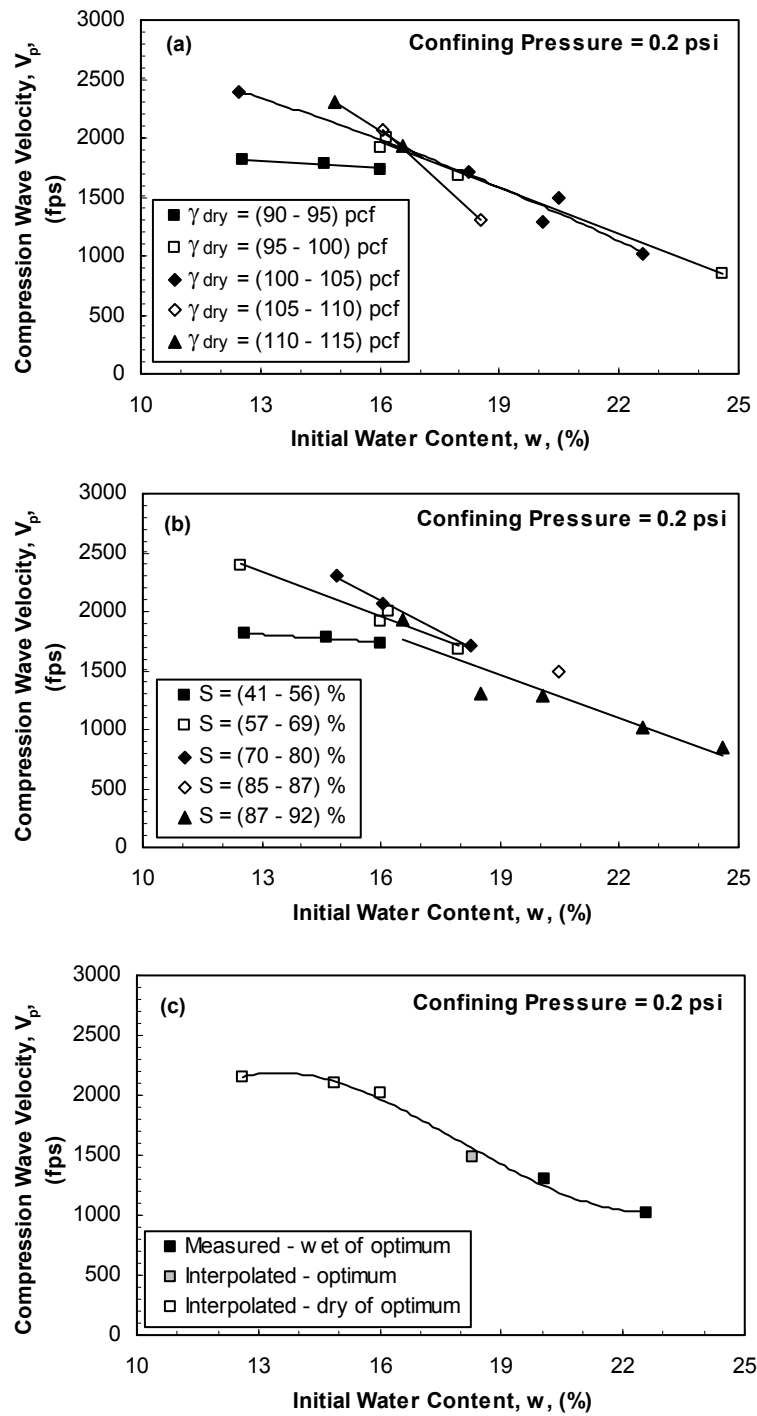 (a)
Confining Pressure = 0.2 psi
Compression Wave Velocity, Vp,
(fps)
3000
2500
2000
1500
1000
500
0
γ dry = (90 - 95) pcf
γ dry = (95 - 100) pcf
γ dry = (100 - 105) pcf
γ dry = (105 - 110) pcf
γ dry = (110 - 115) pcf
10 13 16 19 22 25
Initial Water Content, w, (%)
(b)
Confining Pressure = 0.2 psi
Compression Wave Velocity, Vp,
(fps)
3000
2500
2000
1500
1000
500
0
S = (41 - 56) %
S = (57 - 69) %
S = (70 - 80) %
S = (85 - 87) %
S = (87 - 92) %
10 13 16 19 22 25
Initial Water Content, w, (%)
(c)
Confining Pressure = 0.2 psi
Compression Wave Velocity, Vp,
(fps)
3000
2500
2000
1500
1000
500
0
Measured - wet of optimum
Interpolated - optimum
Interpolated - dry of optimum
10 13 16 19 22 25
Initial Water Content, w, (%)